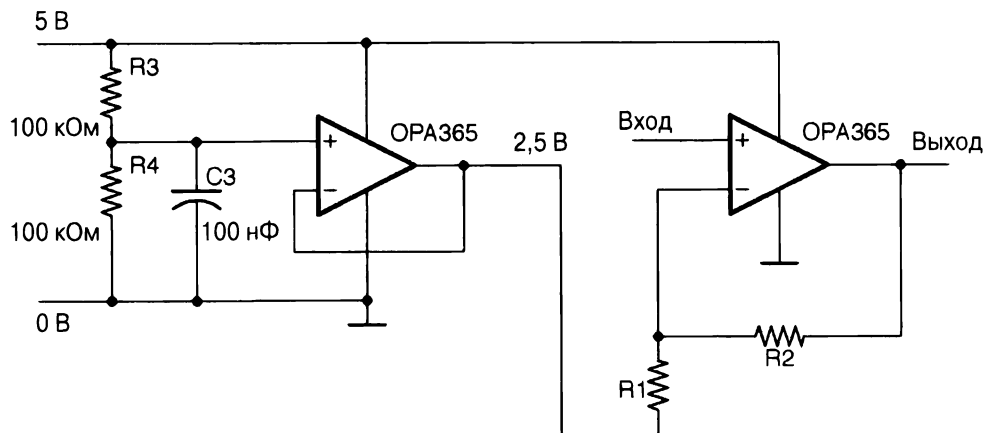 5 В
R3
100 кОм
R4
100 кОм
C3
100 нФ
0 В
+
−
OPA365
2,5 В
Вход
+
−
OPA365
Выход
R2
R1